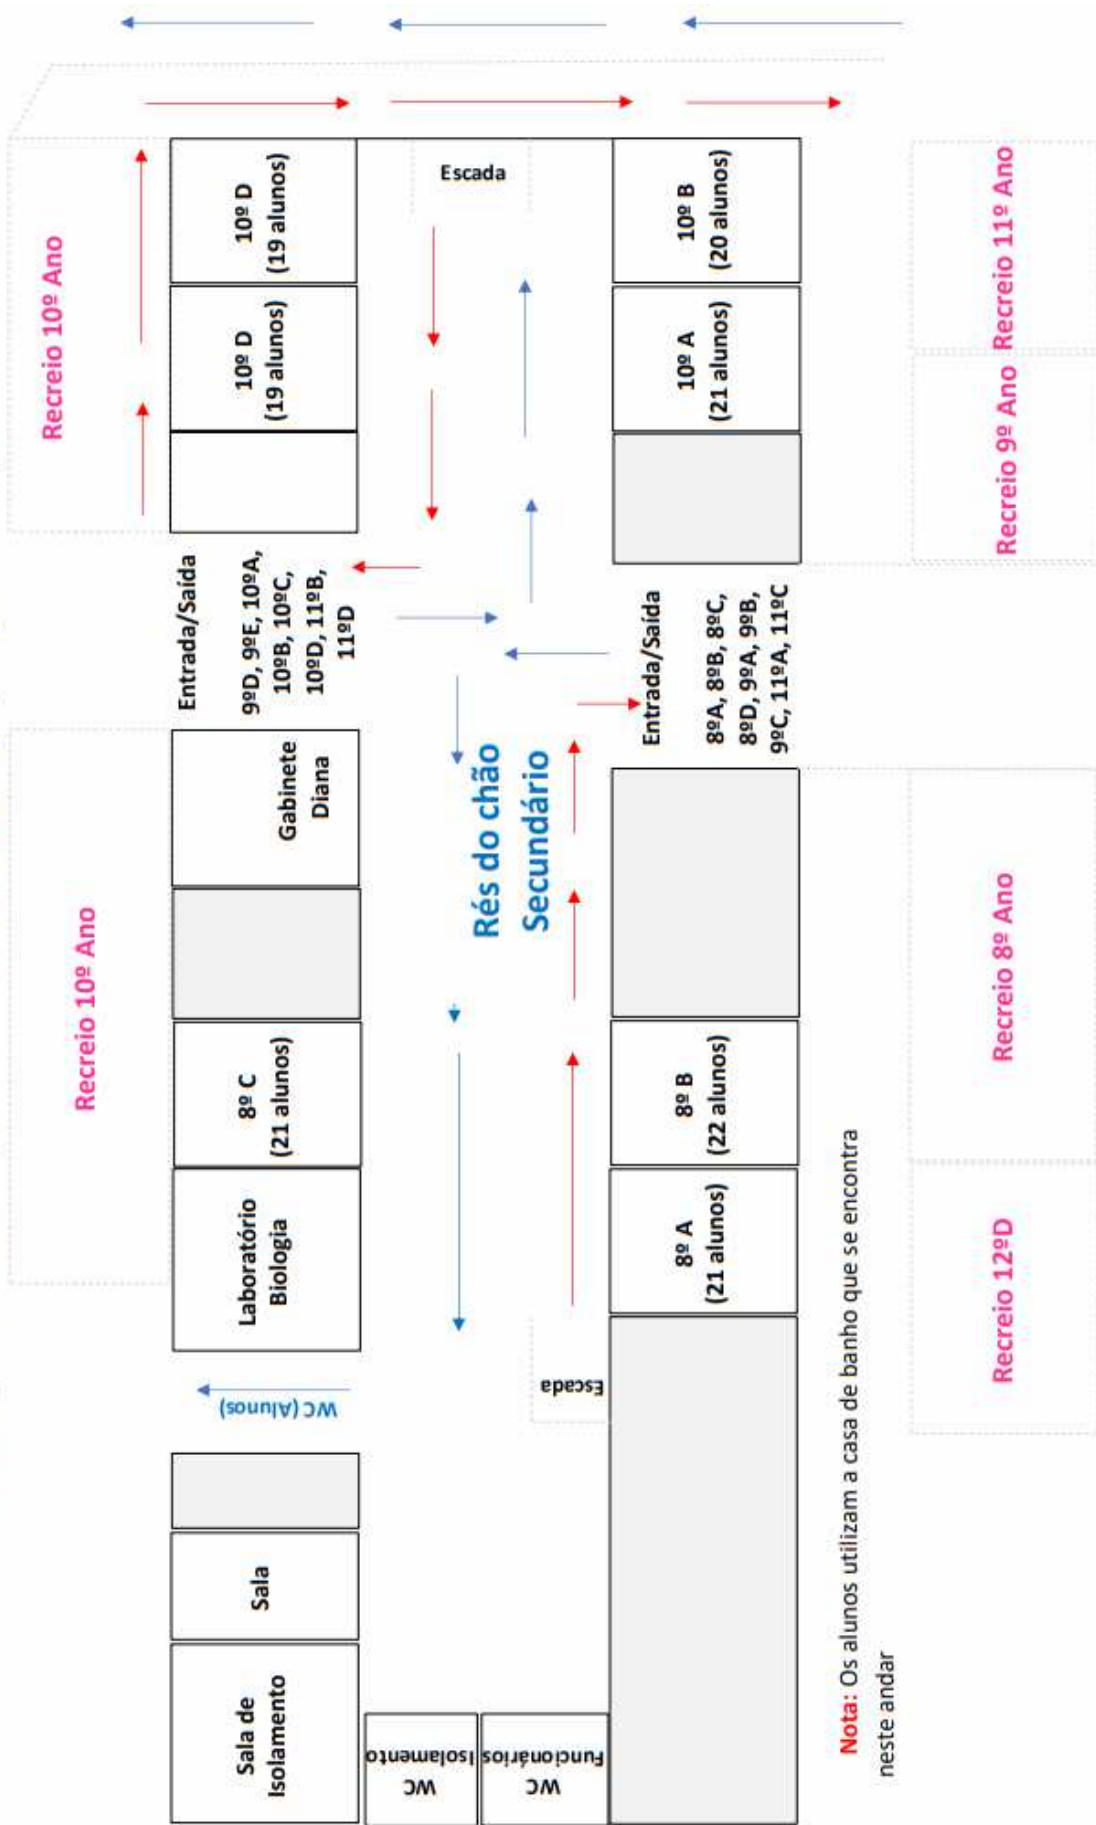 Recreio 10º Ano
Recreio 10º Ano
Sala de
Isolamento
Sala
WC (Alunos)
Laboratório
Biologia
8º C
(21 alunos)
Gabinete
Diana
Entrada/Saída
9ºD, 9ºE, 10ºA,
10ºB, 10ºC,
10ºD, 11ºB,
11ºD
10º D
(19 alunos)
10º D
(19 alunos)
WC
Isolamento
WC
Funcionários
Escada
Rés do chão
Secundário
Escada
8º A
(21 alunos)
8º B
(22 alunos)
Entrada/Saída
8ºA, 8ºB, 8ºC,
8ºD, 9ºA, 9ºB,
9ºC, 11ºA, 11ºC
10º A
(21 alunos)
10º B
(20 alunos)
Nota: Os alunos utilizam a casa de banho que se encontra
neste andar
Recreio 12ºD
Recreio 8º Ano
Recreio 9º Ano
Recreio 11º Ano